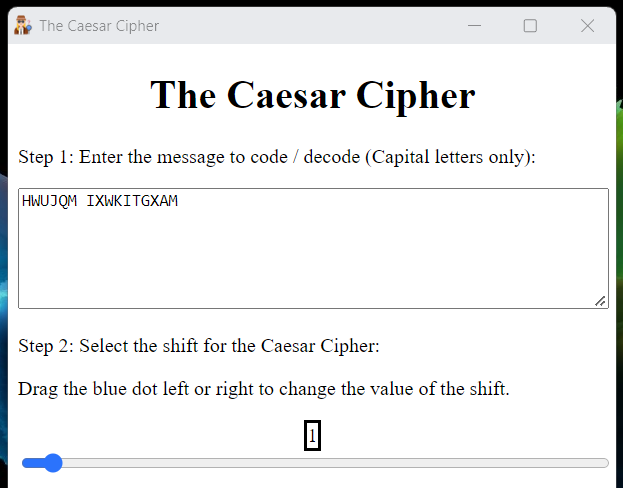 The Caesar Cipher
The Caesar Cipher
Step 1: Enter the message to code / decode (Capital letters only):
HWUJQM IXWKITGXAM
Step 2: Select the shift for the Caesar Cipher:
Drag the blue dot left or right to change the value of the shift.
1